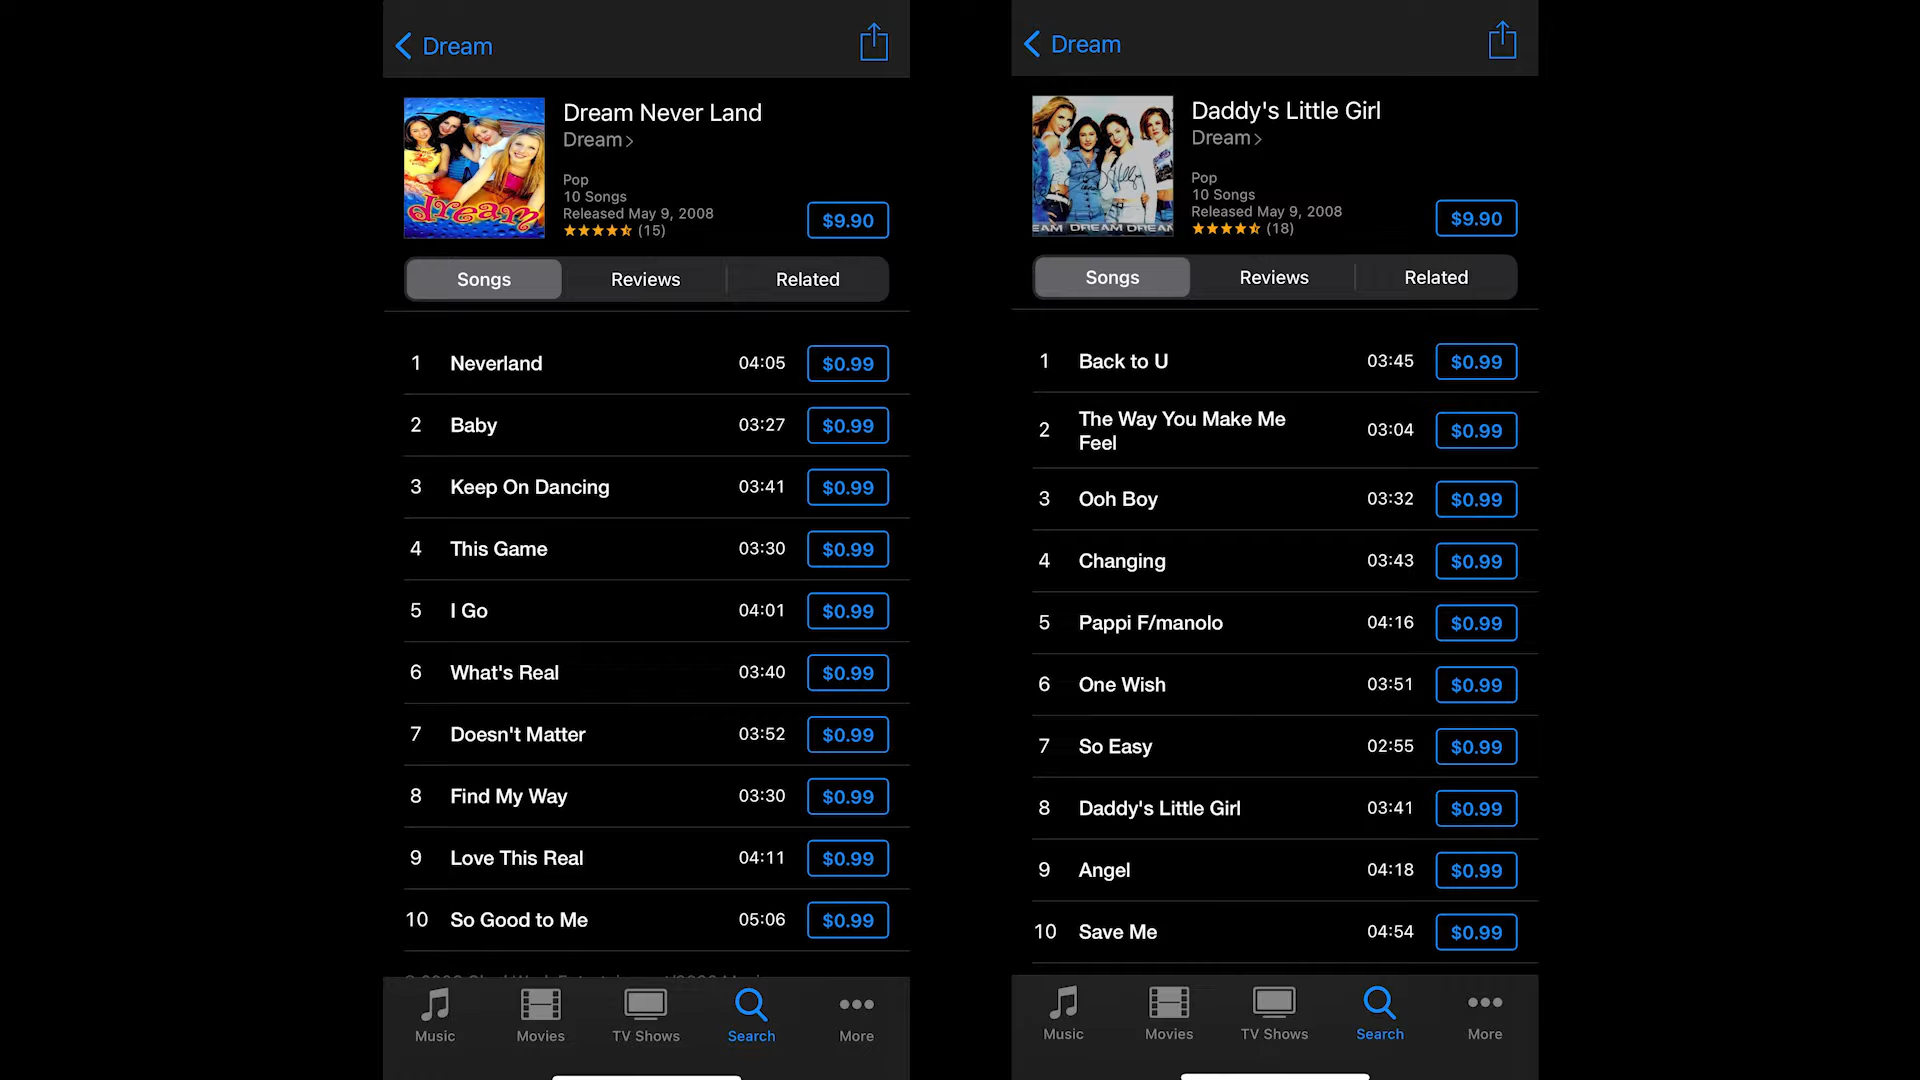 Dream
Dream Never Land
Dream >
Pop
10 Songs
Released May 9, 2008
(15)
$9.90
dream
Songs Reviews Related
1 Neverland 04:05 $0.99
2 Baby 03:27 $0.99
3 Keep On Dancing 03:41 $0.99
4 This Game 03:30 $0.99
5 I Go 04:01 $0.99
6 What's Real 03:40 $0.99
7 Doesn't Matter 03:52 $0.99
8 Find My Way 03:30 $0.99
9 Love This Real 04:11 $0.99
10 So Good to Me 05:06 $0.99
Music Movies TV Shows Search More
Dream
Daddy's Little Girl
Dream >
Pop
10 Songs
Released May 9, 2008
(18)
$9.90
EAM DREAM DREAM
Songs Reviews Related
1 Back to U 03:45 $0.99
2 The Way You Make Me
Feel 03:04 $0.99
3 Ooh Boy 03:32 $0.99
4 Changing 03:43 $0.99
5 Pappi F/manolo 04:16 $0.99
6 One Wish 03:51 $0.99
7 So Easy 02:55 $0.99
8 Daddy's Little Girl 03:41 $0.99
9 Angel 04:18 $0.99
10 Save Me 04:54 $0.99
Music Movies TV Shows Search More